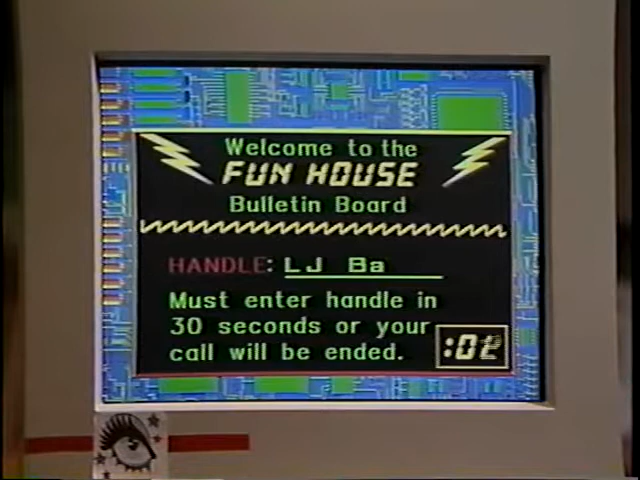 Welcome to the
FUN HOUSE
Bulletin Board
HANDLE: LJ Ba
Must enter handle in
30 seconds or your
call will be ended.